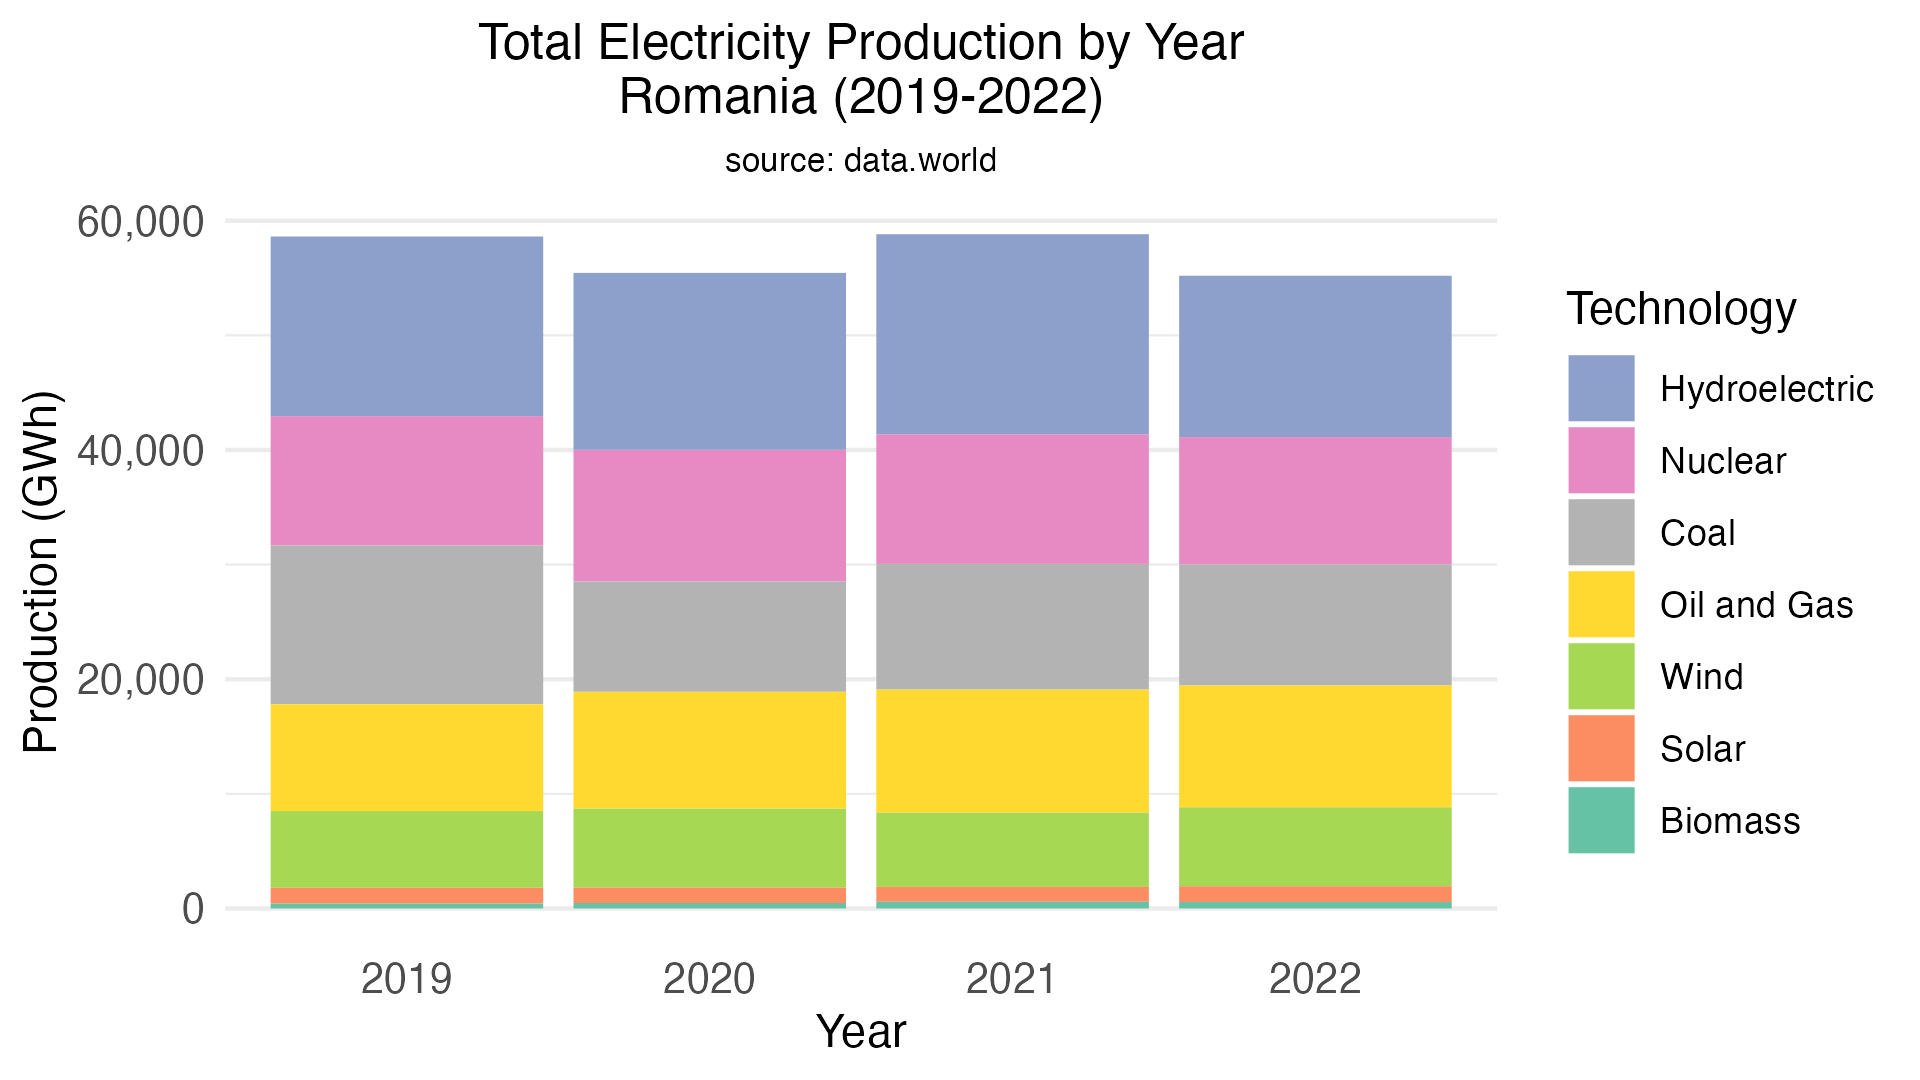 Total Electricity Production by Year
Romania (2019-2022)
source: data.world
60,000
40,000
20,000
0
Production (GWh)
2019
2020
2021
2022
Year
Technology
Hydroelectric
Nuclear
Coal
Oil and Gas
Wind
Solar
Biomass